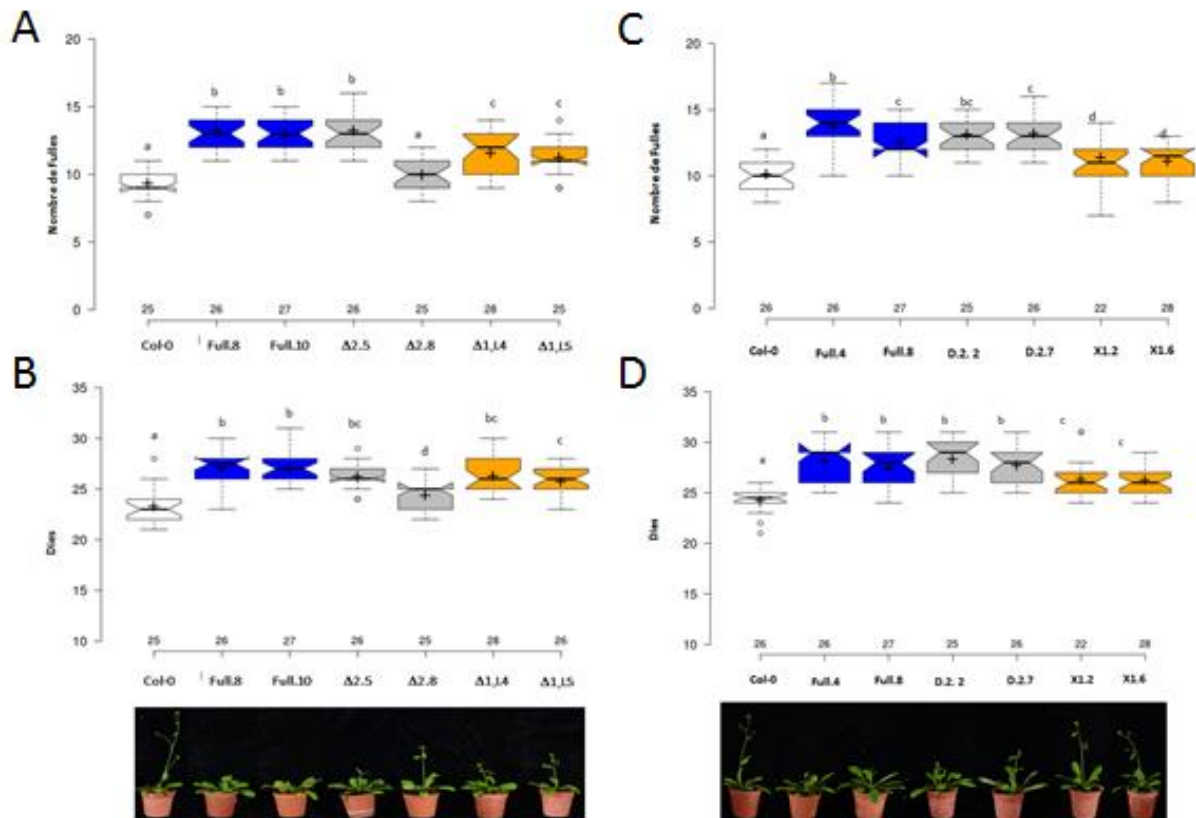 A
Nombre de Fulles
20
15
10
5
0
a b b b a c c
25 26 27 26 25 28 25
Col-0 Full.8 Full.10 Δ2.5 Δ2.8 Δ1,L4 Δ1,L5
B
Dies
35
30
25
20
15
10
a b b bc d bc c
25 26 27 26 25 28 26
Col-0 Full.8 Full.10 Δ2.5 Δ2.8 Δ1,L4 Δ1,L5
C
Nombre de Fulles
20
15
10
5
0
a b c bc c d d
26 26 27 25 26 22 28
Col-0 Full.4 Full.8 D.2. 2 D.2.7 X1.2 X1.6
D
Dies
35
30
25
20
15
10
a b b b b c c
26 26 27 25 26 22 28
Col-0 Full.4 Full.8 D.2. 2 D.2.7 X1.2 X1.6